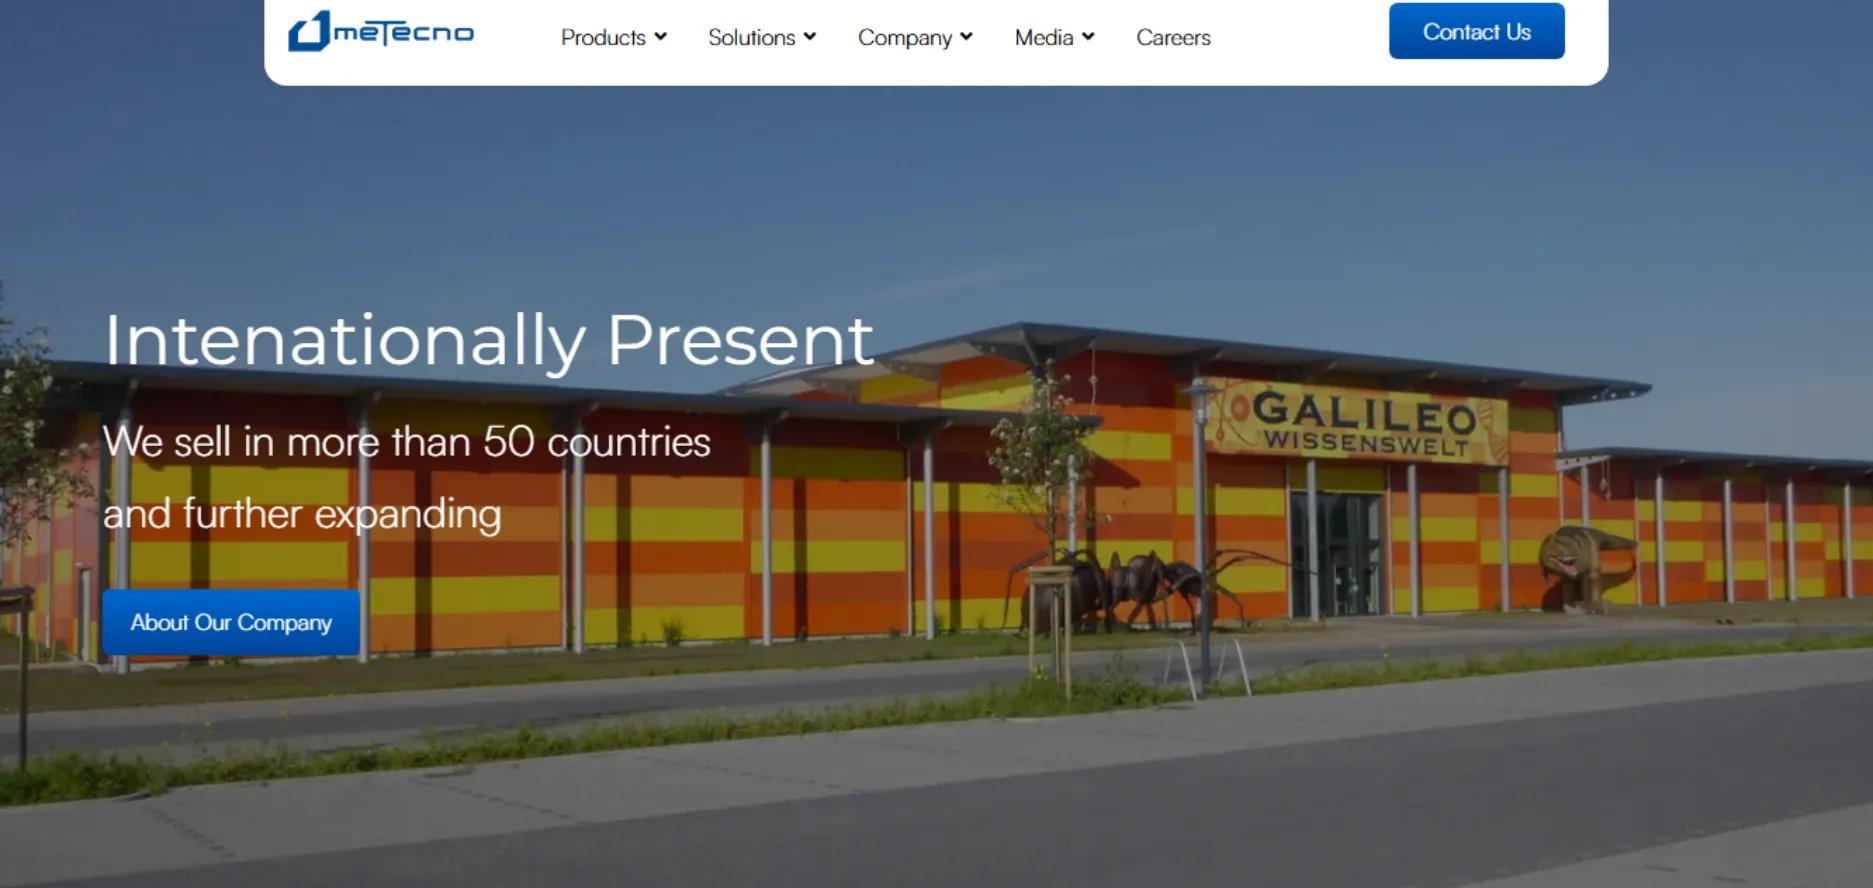 meTecno
Products
Solutions
Company
Media
Careers
Contact Us
Intenationally Present
We sell in more than 50 countries
and further expanding
GALILEO
WISSENSWELT
About Our Company